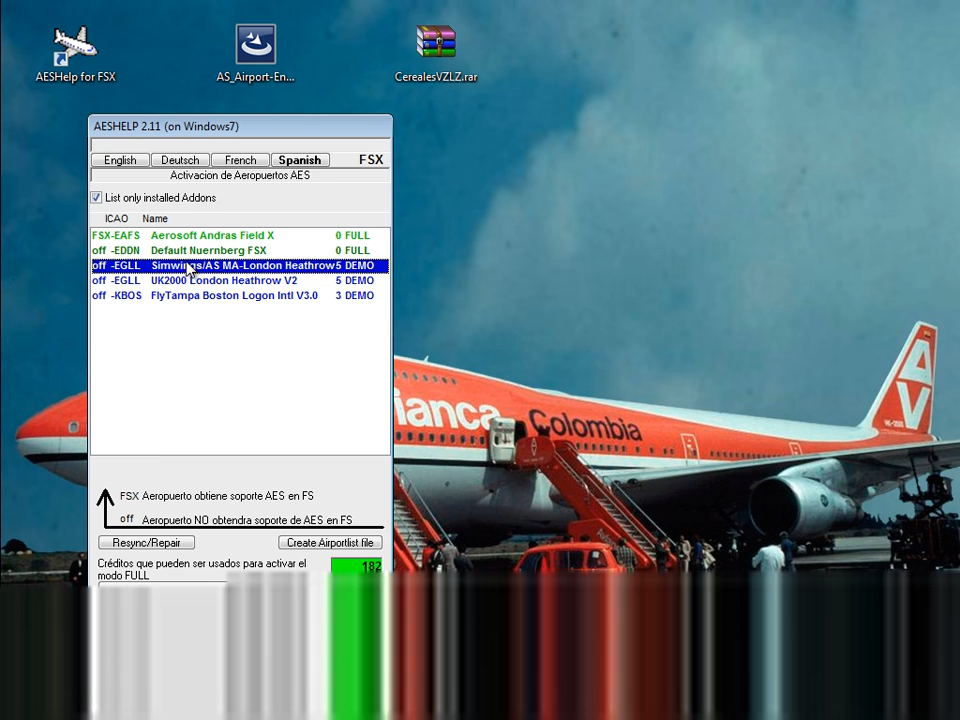 AESHelp for FSX
AS_Airport-En...
CerealesVZLZ.rar
AESHELP 2.11 (on Windows7)
English Deutsch French Spanish FSX
Activacion de Aeropuertos AES
List only installed Addons
ICAO Name
FSX-EAFS Aerosoft Andras Field X 0 FULL
off -EDDN Default Nuernberg FSX 0 FULL
off -EGLL Simwings/AS MA-London Heathrow 5 DEMO
off -EGLL UK2000 London Heathrow V2 5 DEMO
off -KBOS FlyTampa Boston Logon Intl V3.0 3 DEMO
ianca Colombia
AV
FSX Aeropuerto obtiene soporte AES en FS
off Aeropuerto NO obtendra soporte de AES en FS
Resync/Repair Create Airportlist file
Créditos que pueden ser usados para activar el
modo FULL
182